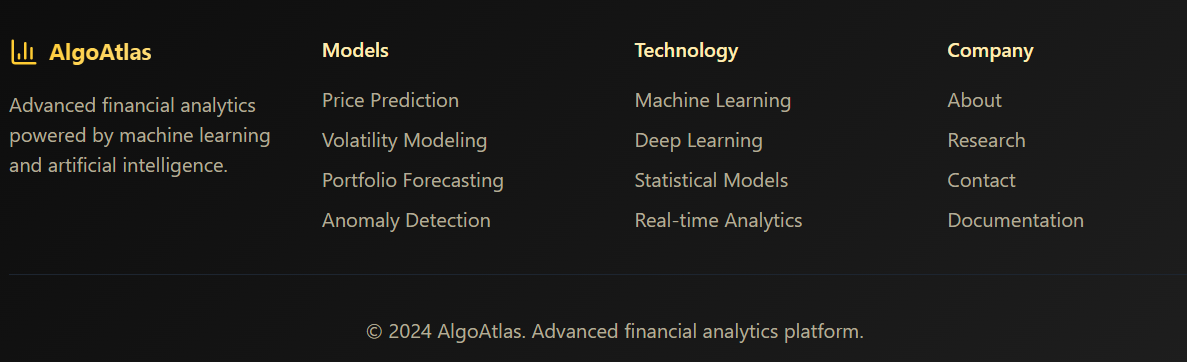 AlgoAtlas
Advanced financial analytics
powered by machine learning
and artificial intelligence.
Models
Price Prediction
Volatility Modeling
Portfolio Forecasting
Anomaly Detection
Technology
Machine Learning
Deep Learning
Statistical Models
Real-time Analytics
Company
About
Research
Contact
Documentation
© 2024 AlgoAtlas. Advanced financial analytics platform.